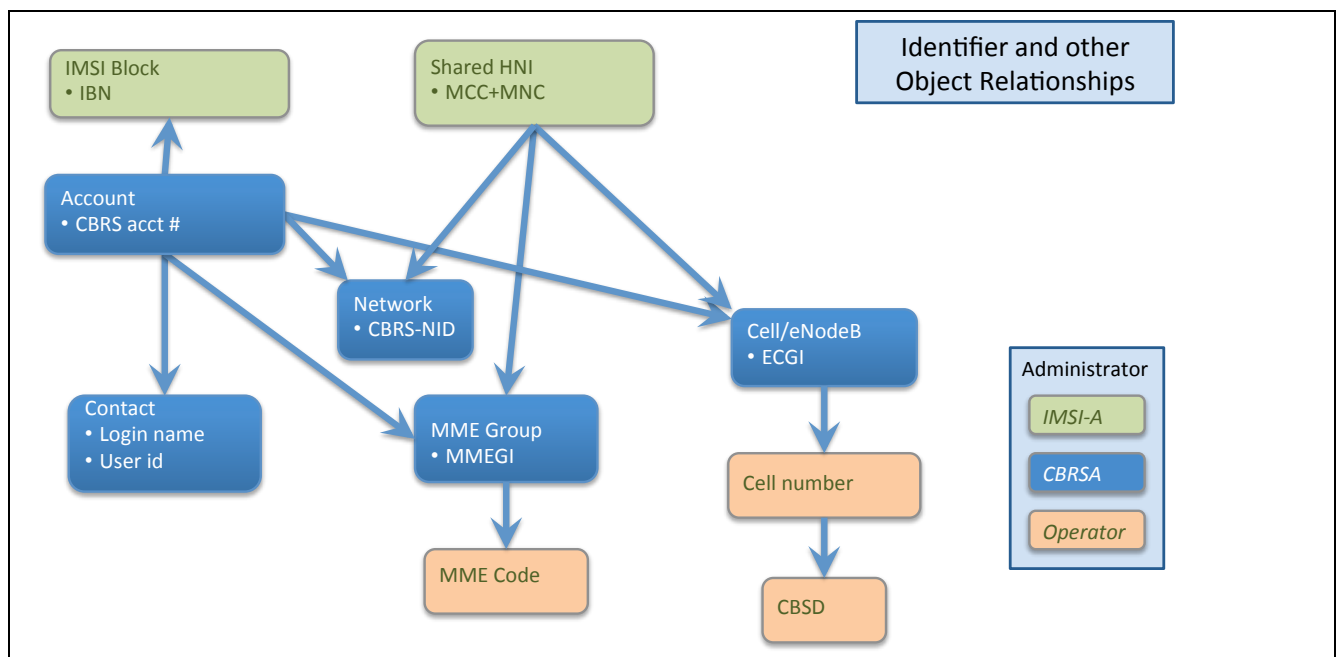 Identifier and other
Object Relationships
IMSI Block
• IBN
Shared HNI
• MCC+MNC
Account
• CBRS acct #
Network
• CBRS-NID
Cell/eNodeB
• ECGI
Contact
• Login name
• User id
MME Group
• MMEGI
Cell number
MME Code
CBSD
Administrator
IMSI-A
CBRSA
Operator